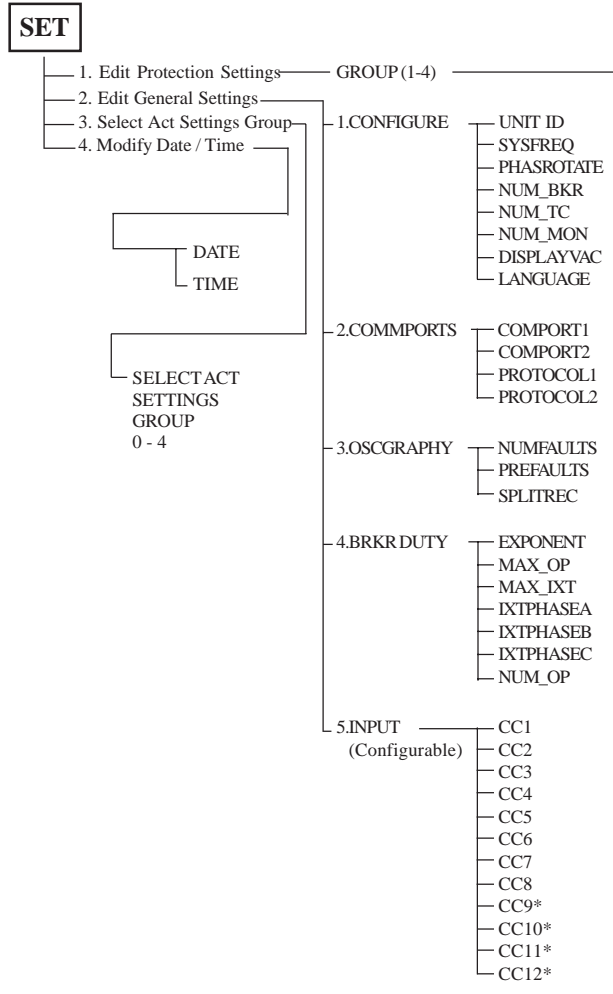 SET
1. Edit Protection Settings GROUP (1-4)
2. Edit General Settings
3. Select Act Settings Group
4. Modify Date / Time
DATE
TIME
SELECT ACT
SETTINGS
GROUP
0 - 4
1.CONFIGURE
UNIT ID
SYSFREQ
PHASROTATE
NUM_BKR
NUM_TC
NUM_MON
DISPLAYVAC
LANGUAGE
2.COMMPORTS
COMPORT1
COMPORT2
PROTOCOL1
PROTOCOL2
3.OSCGRAPHY
NUMFAULTS
PREFAULTS
SPLITREC
4.BRKR DUTY
EXPONENT
MAX_OP
MAX_IXT
IXTPHASEA
IXTPHASEB
IXTPHASEC
NUM_OP
5.INPUT
(Configurable)
CC1
CC2
CC3
CC4
CC5
CC6
CC7
CC8
CC9*
CC10*
CC11*
CC12*